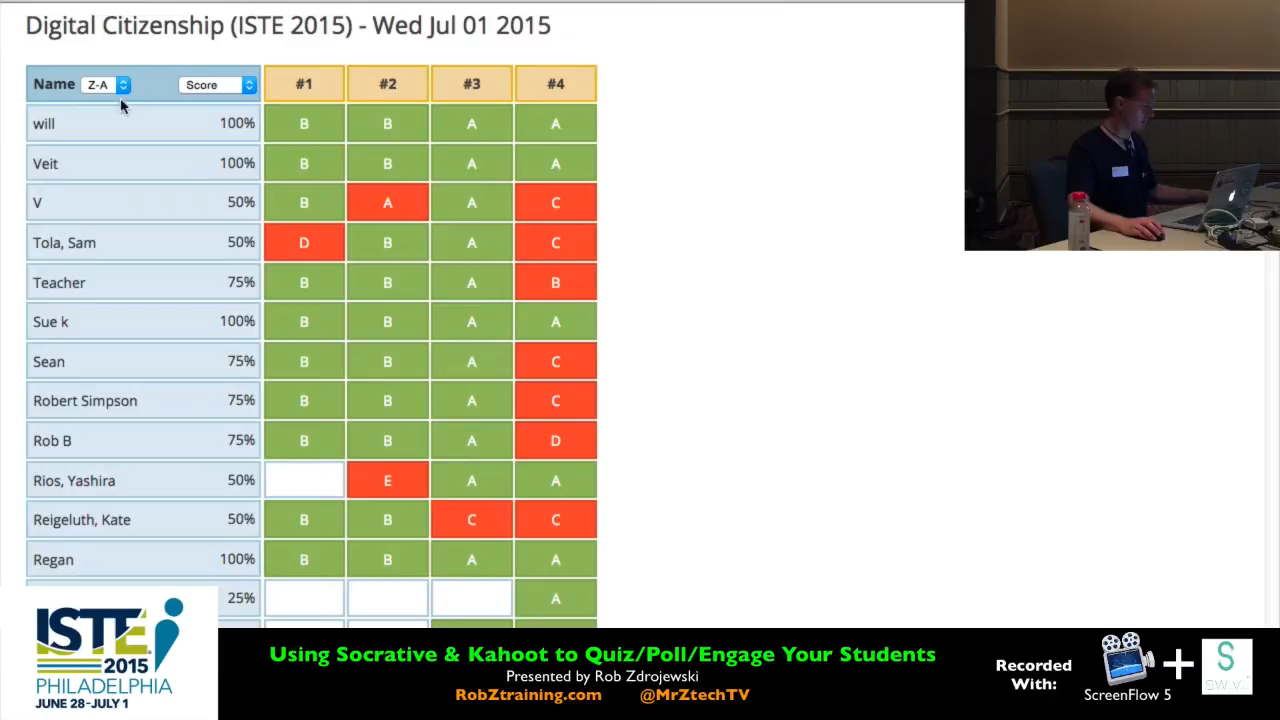 Digital Citizenship (ISTE 2015) - Wed Jul 01 2015
Name Z-A Score #1 #2 #3 #4
will 100% B B A A
Veit 100% B B A A
V 50% B A A C
Tola, Sam 50% D B A C
Teacher 75% B B A B
Sue k 100% B B A A
Sean 75% B B A C
Robert Simpson 75% B B A C
Rob B 75% B B A D
Rios, Yashira 50% E A A
Reigeluth, Kate 50% B B C C
Regan 100% B B A A
25% A
ISTE
2015
PHILADELPHIA
JUNE 28-JULY 1
Using Socrative & Kahoot to Quiz/Poll/Engage Your Students
Presented by Rob Zdrojewski
RobZtraining.com @MrZtechTV
Recorded
With:
ScreenFlow 5
+
S